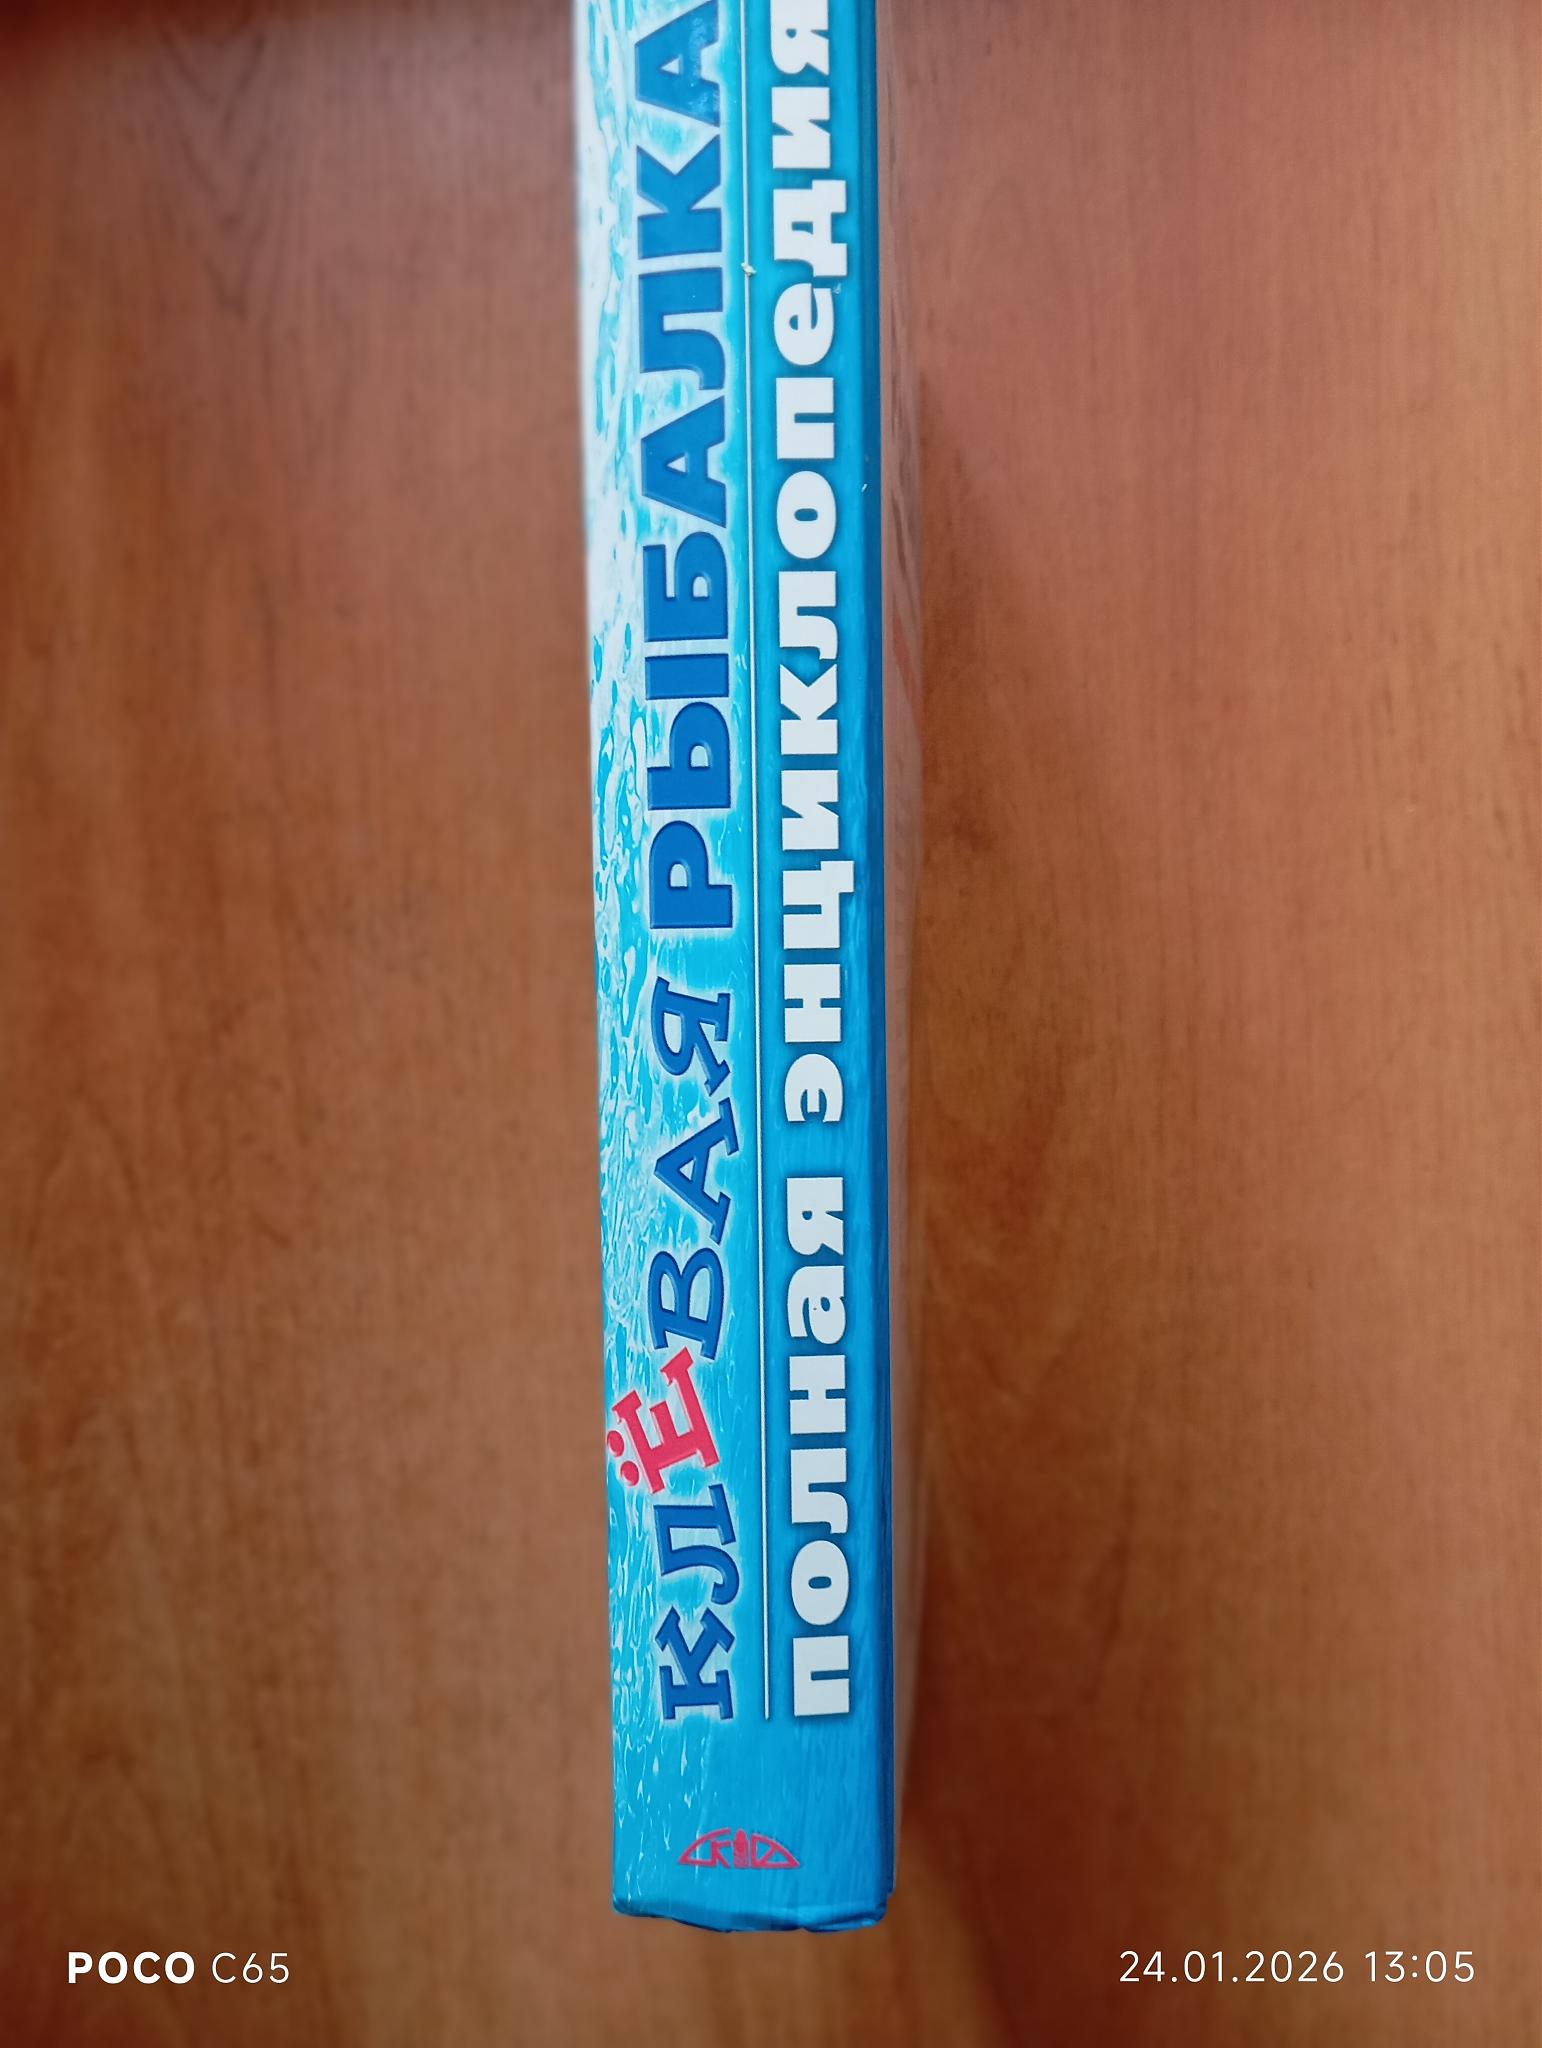 КЛЁВАЯ РЫБАЛКА
ПОЛНАЯ ЭНЦИКЛОПЕДИЯ
POCO C65
24.01.2026 13:05